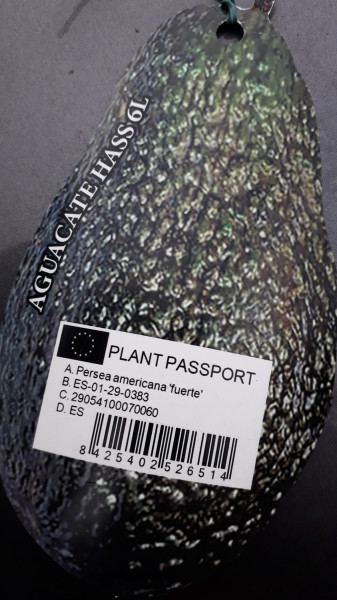 AGUACATE HASS 6L
PLANT PASSPORT
A. Persea americana 'fuerte'
B. ES-01-29-0383
C. 29054100070060
D. ES
8 425402 526514